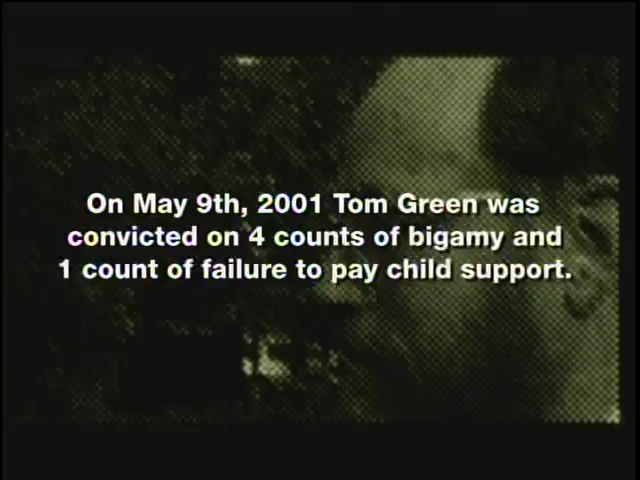 On May 9th, 2001 Tom Green was
convicted on 4 counts of bigamy and
1 count of failure to pay child support.